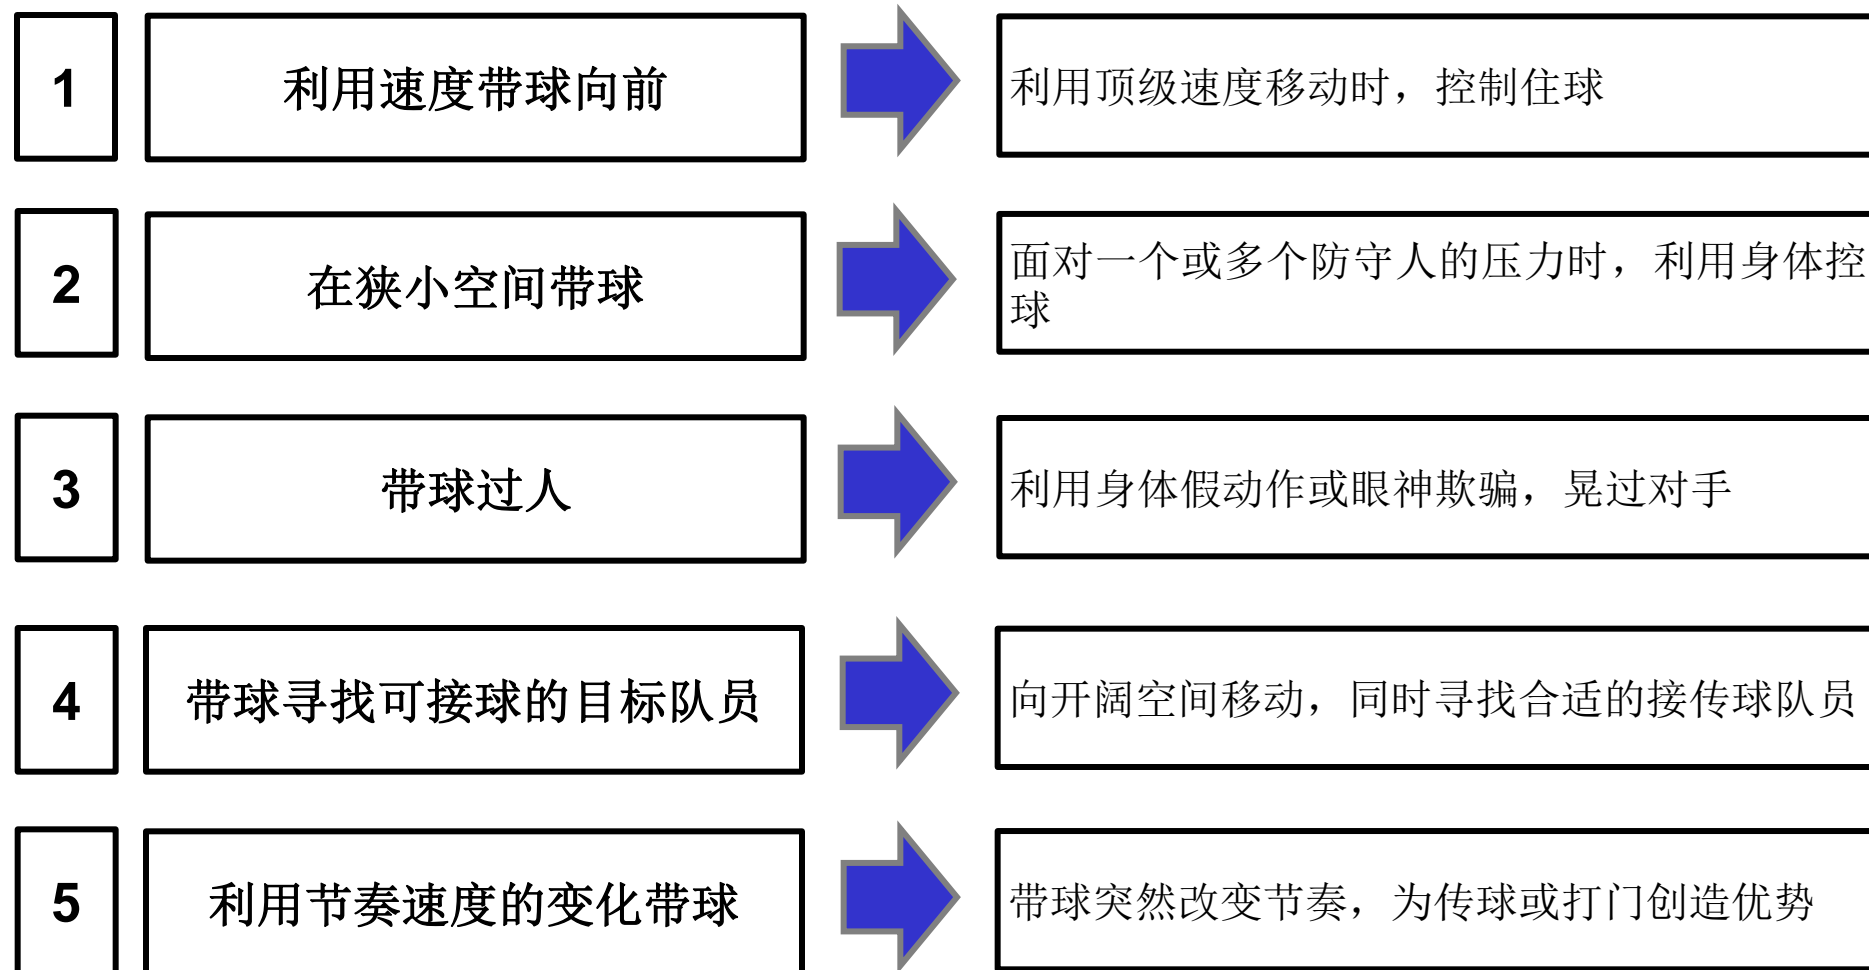 1
利用速度带球向前
利用顶级速度移动时，控制住球
2
在狭小空间带球
面对一个或多个防守人的压力时，利用身体控
球
3
带球过人
利用身体假动作或眼神欺骗，晃过对手
4
带球寻找可接球的目标队员
向开阔空间移动，同时寻找合适的接传球队员
5
利用节奏速度的变化带球
带球突然改变节奏，为传球或打门创造优势